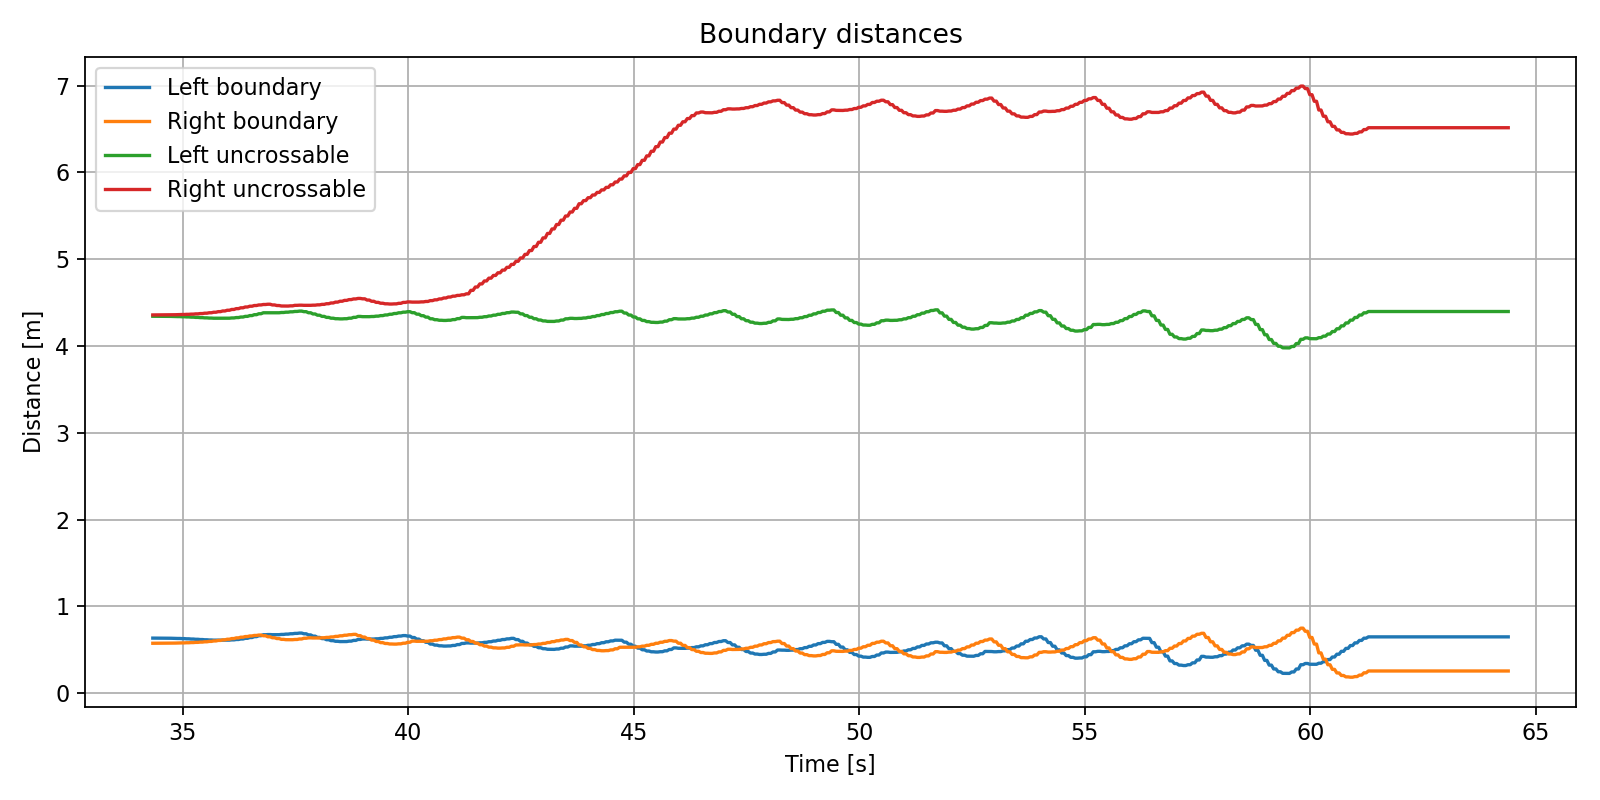 Boundary distances
Left boundary
Right boundary
Left uncrossable
Right uncrossable
7
6
5
4
3
2
1
0
Distance [m]
35 40 45 50 55 60 65
Time [s]